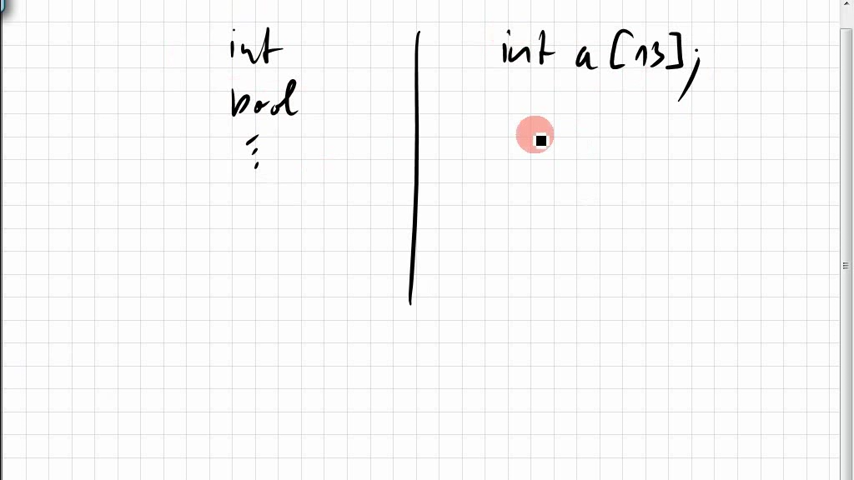 int
bool
int a [13];